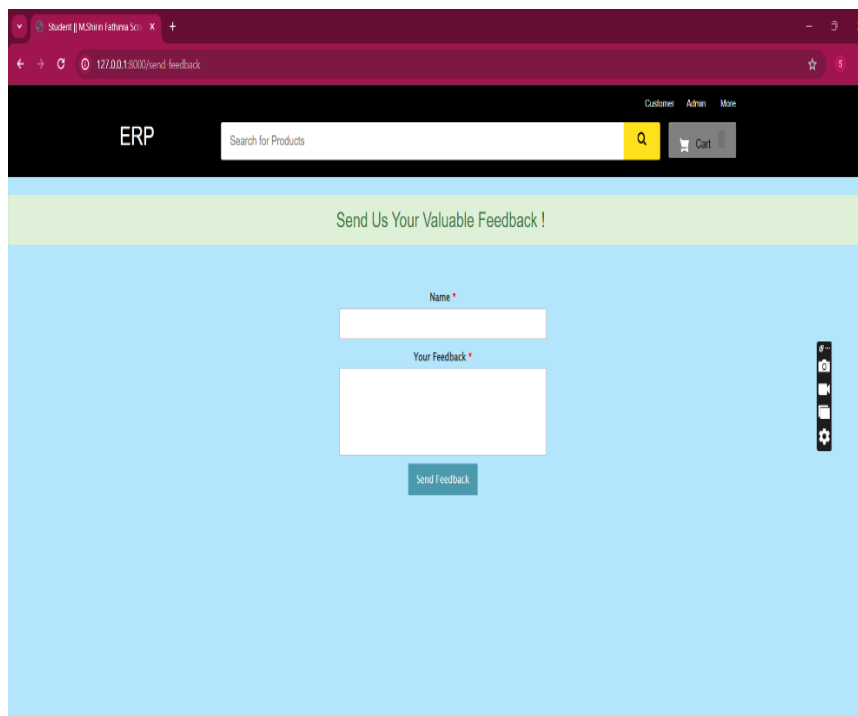 Student || M.Shirin Fathima Scre
127.0.0.1:8000/send-feedback
S
Customer Admin More
ERP
Search for Products
Cart
Send Us Your Valuable Feedback !
Name *
Your Feedback *
Send Feedback